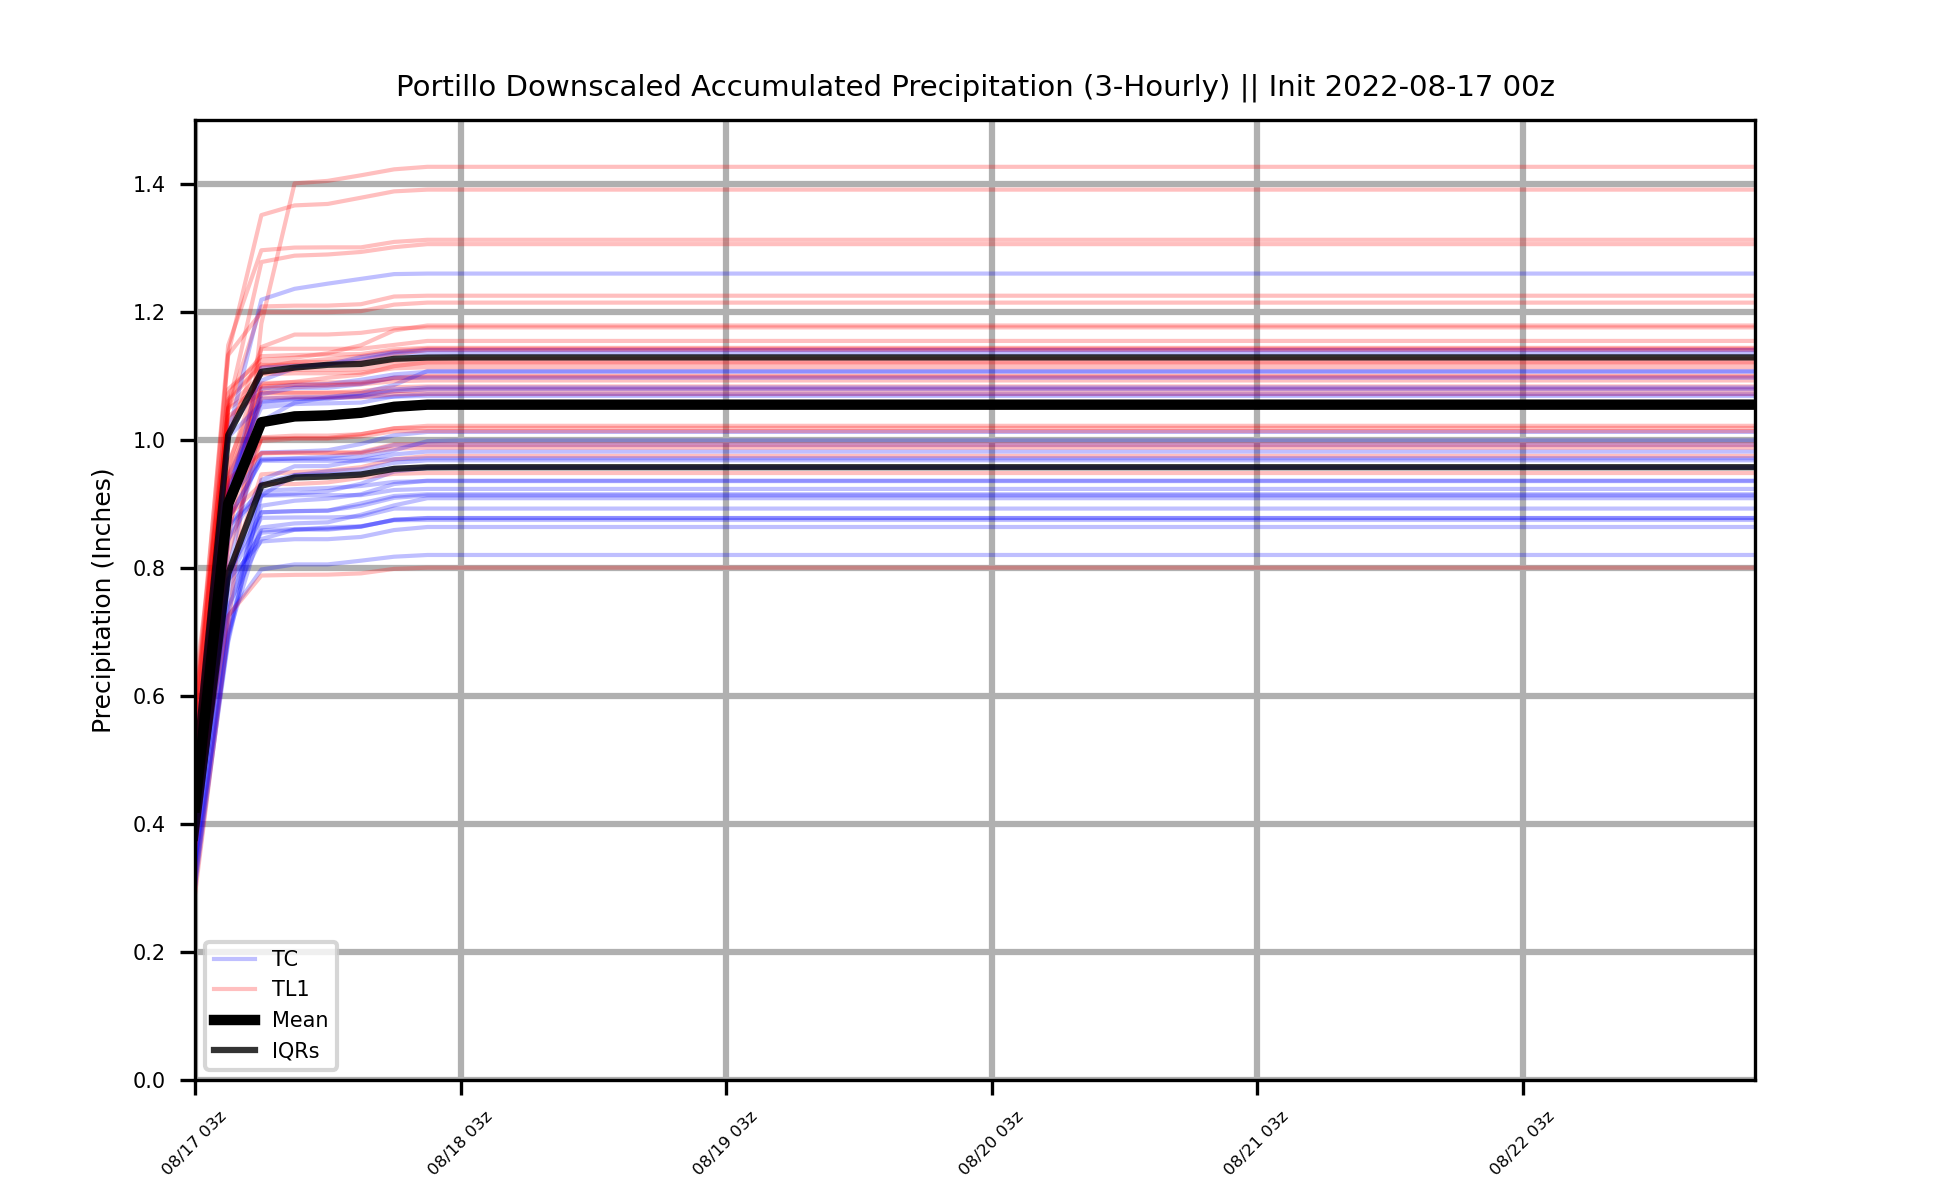 Portillo Downscaled Accumulated Precipitation (3-Hourly) || Init 2022-08-17 00z
Precipitation (Inches)
1.4
1.2
1.0
0.8
0.6
0.4
0.2
0.0
TC
TL1
Mean
IQRs
08/17 03z
08/18 03z
08/19 03z
08/20 03z
08/21 03z
08/22 03z